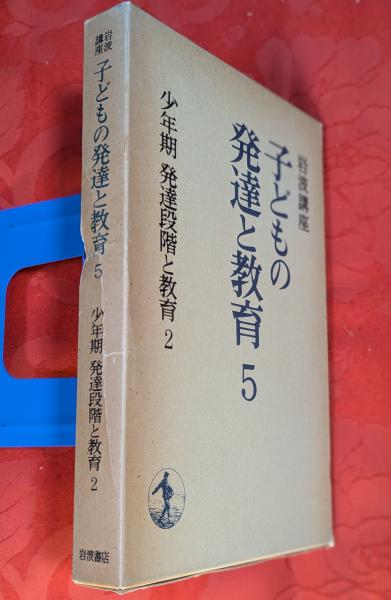 岩波講座
子どもの
発達と教育 5
少年期 発達段階と教育 2
岩波講座
子どもの発達と教育 5
少年期 発達段階と教育 2
岩波書店